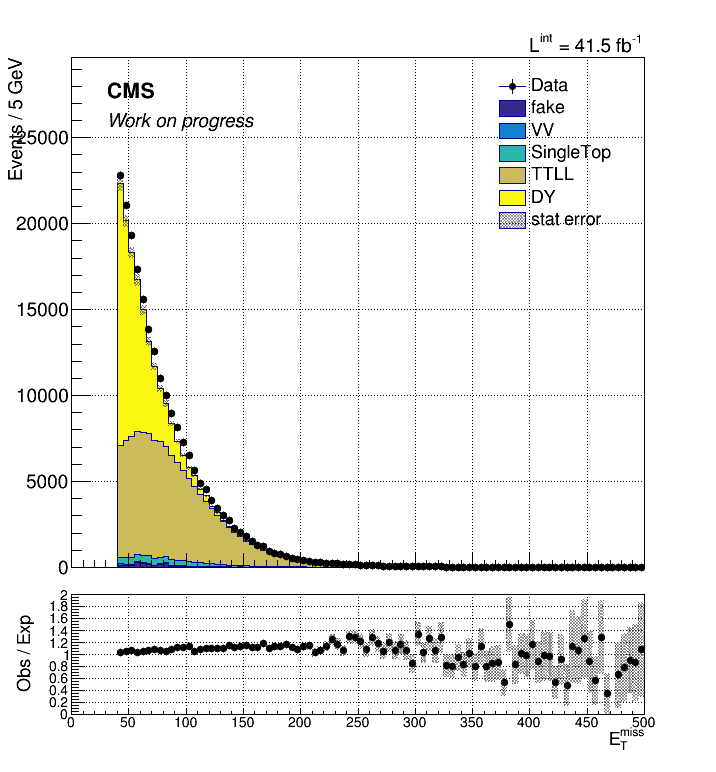 L^int = 41.5 fb^-1
Events / 5 GeV
CMS
Work on progress
Data
fake
VV
SingleTop
TTLL
DY
stat error
25000
20000
15000
10000
5000
0
Obs / Exp
2
1.8
1.6
1.4
1.2
1
0.8
0.6
0.4
0.2
0
0 50 100 150 200 250 300 350 400 450 500
E_T^miss